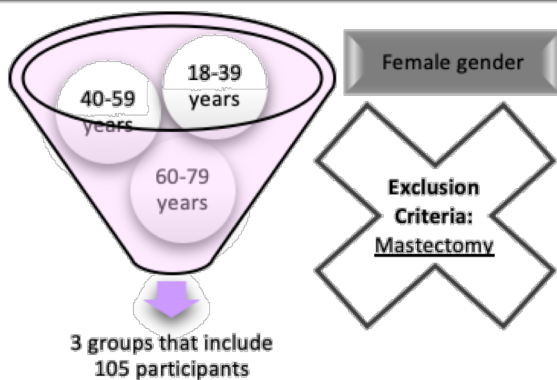 18-39
years
40-59
years
60-79
years
3 groups that include
105 participants
Female gender
Exclusion
Criteria:
Mastectomy